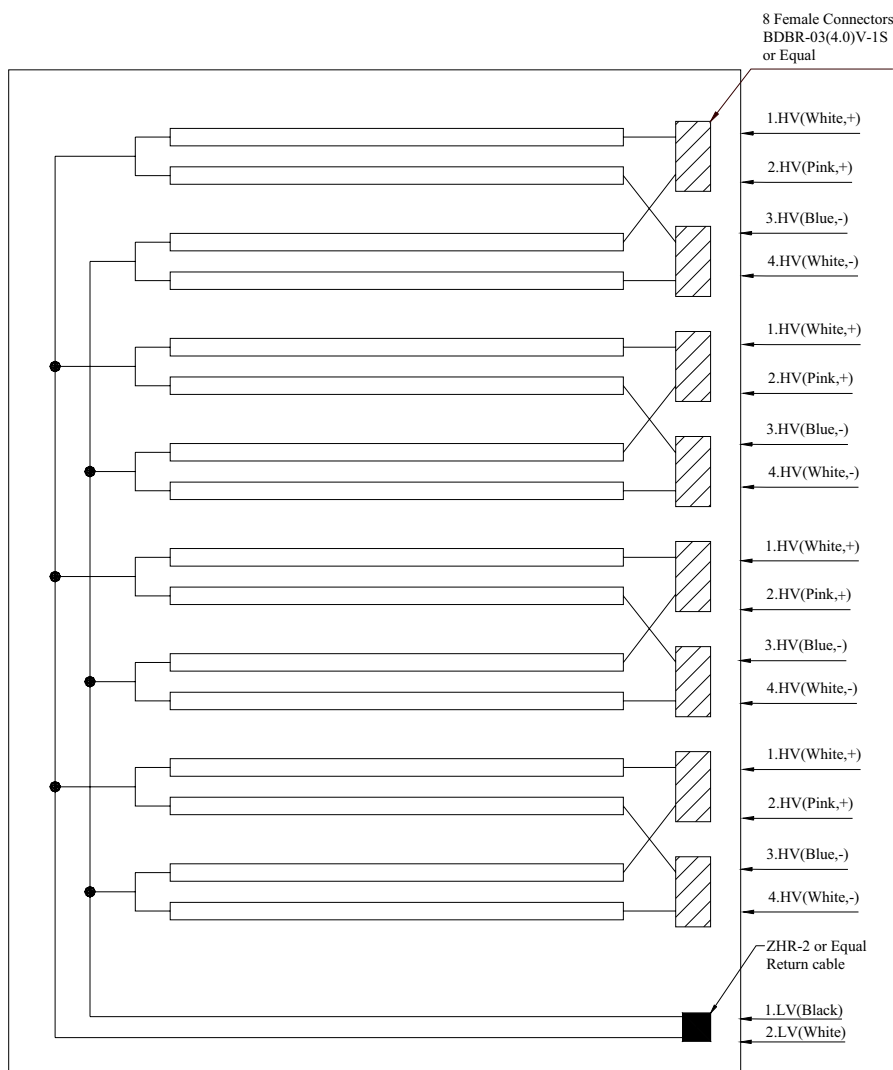 8 Female Connectors
BDBR-03(4.0)V-1S
or Equal
1.HV(White,+)
2.HV(Pink,+)
3.HV(Blue,-)
4.HV(White,-)
1.HV(White,+)
2.HV(Pink,+)
3.HV(Blue,-)
4.HV(White,-)
1.HV(White,+)
2.HV(Pink,+)
3.HV(Blue,-)
4.HV(White,-)
1.HV(White,+)
2.HV(Pink,+)
3.HV(Blue,-)
4.HV(White,-)
ZHR-2 or Equal
Return cable
1.LV(Black)
2.LV(White)